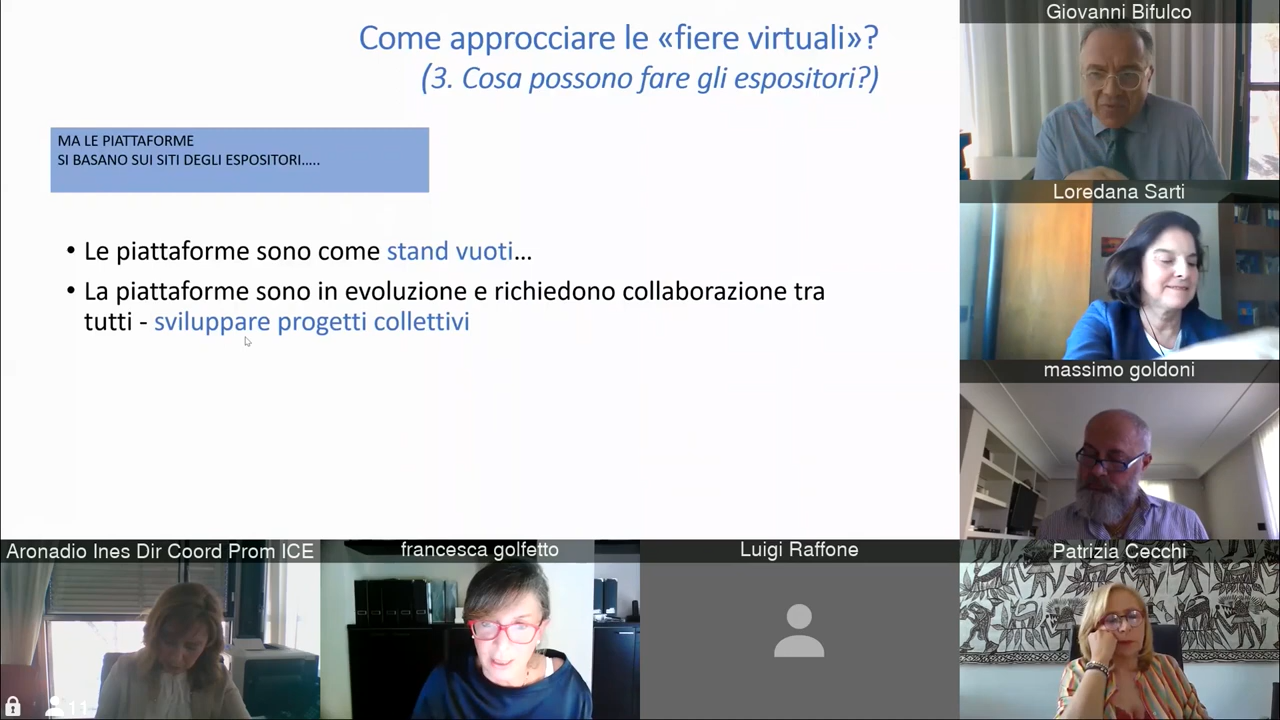 Come approcciare le «fiere virtuali»?
(3. Cosa possono fare gli espositori?)
MA LE PIATTAFORME
SI BASANO SUI SITI DEGLI ESPOSITORI…..
• Le piattaforme sono come stand vuoti…
• La piattaforme sono in evoluzione e richiedono collaborazione tra
tutti - sviluppare progetti collettivi
Giovanni Bifulco
Loredana Sarti
massimo goldoni
Aronadio Ines Dir Coord Prom ICE
francesca golfetto
Luigi Raffone
Patrizia Cecchi
11